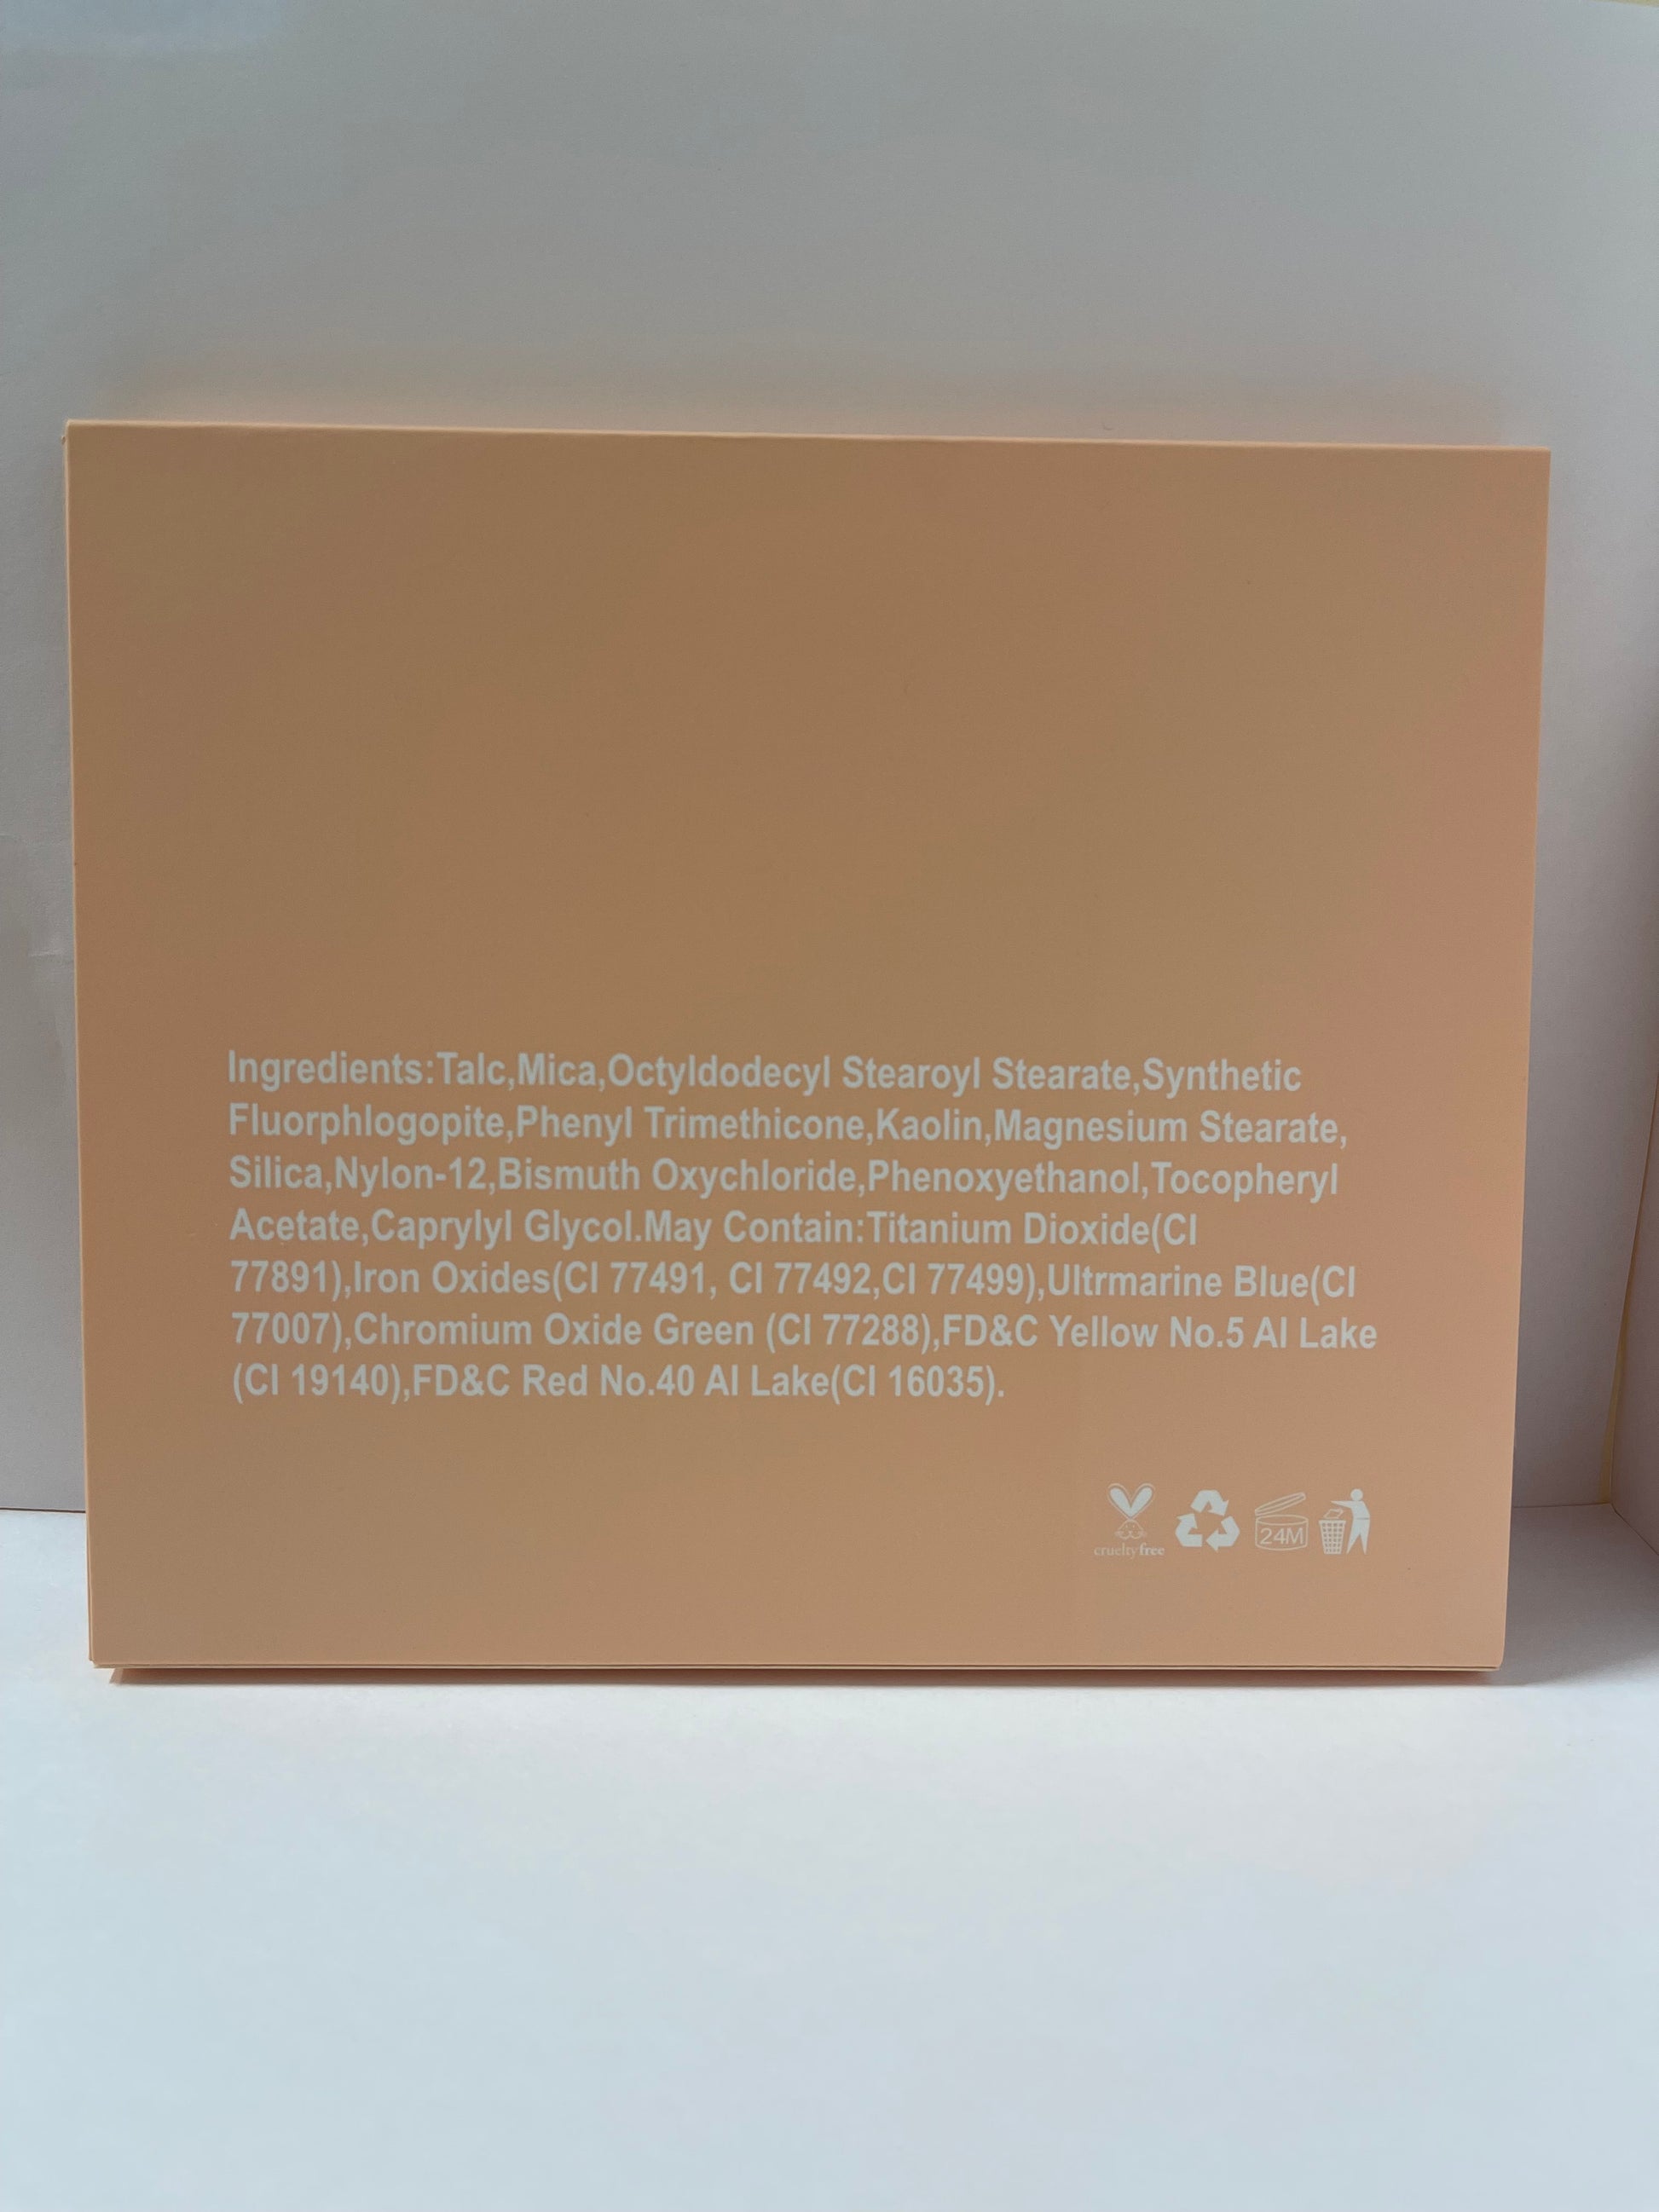 Ingredients:Talc,Mica,Octyldodecyl Stearoyl Stearate,Synthetic
Fluorphlogopite,Phenyl Trimethicone,Kaolin,Magnesium Stearate,
Silica,Nylon-12,Bismuth Oxychloride,Phenoxyethanol,Tocopheryl
Acetate,Caprylyl Glycol.May Contain:Titanium Dioxide(CI
77891),Iron Oxides(CI 77491, CI 77492,CI 77499),Ultrmarine Blue(CI
77007),Chromium Oxide Green (CI 77288),FD&C Yellow No.5 Al Lake
(CI 19140),FD&C Red No.40 Al Lake(CI 16035).
24M
crueltyfree